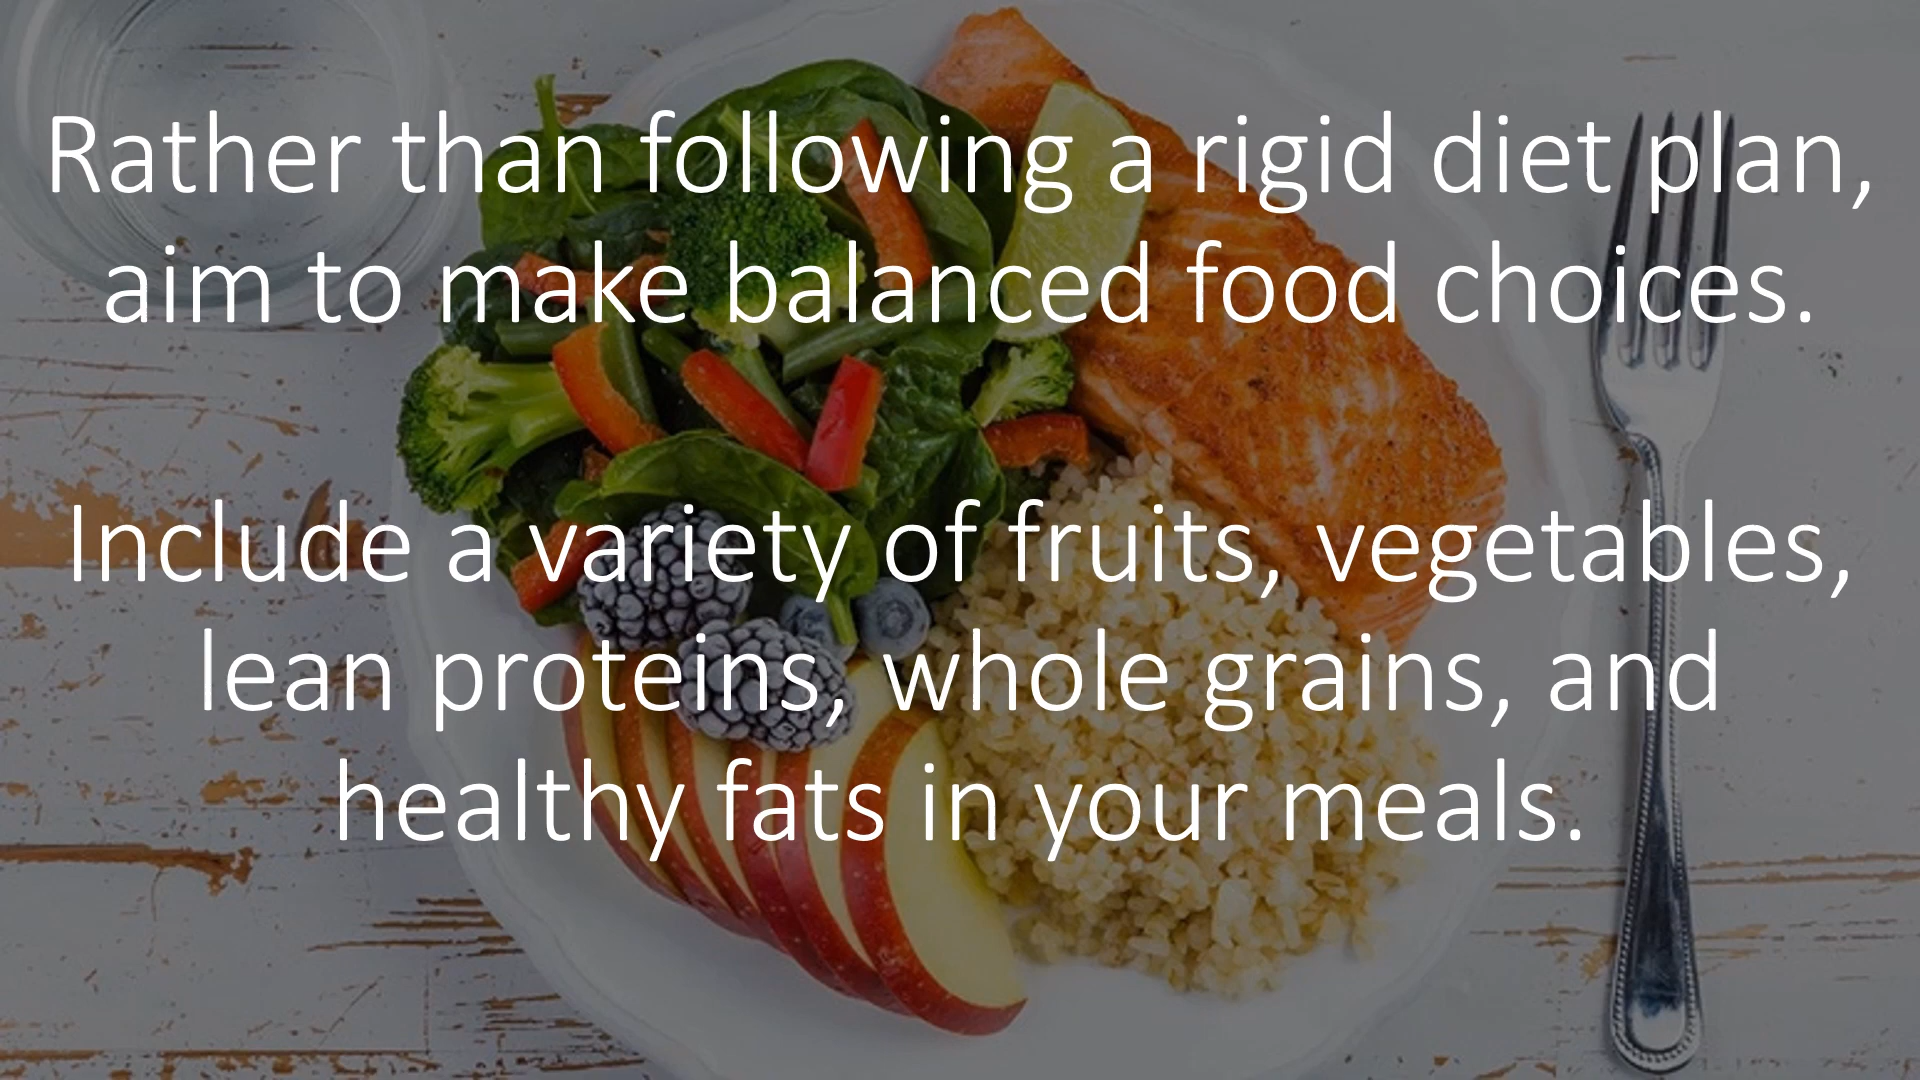 Rather than following a rigid diet plan,
aim to make balanced food choices.
Include a variety of fruits, vegetables,
lean proteins, whole grains, and
healthy fats in your meals.